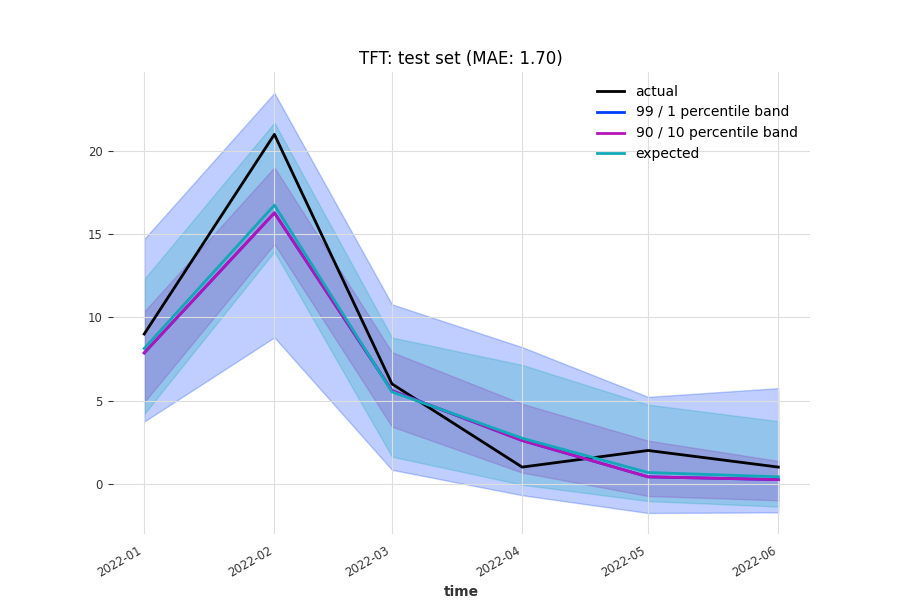 TFT: test set (MAE: 1.70)
actual
99 / 1 percentile band
90 / 10 percentile band
expected
20
15
10
5
0
2022-01
2022-02
2022-03
2022-04
2022-05
2022-06
time